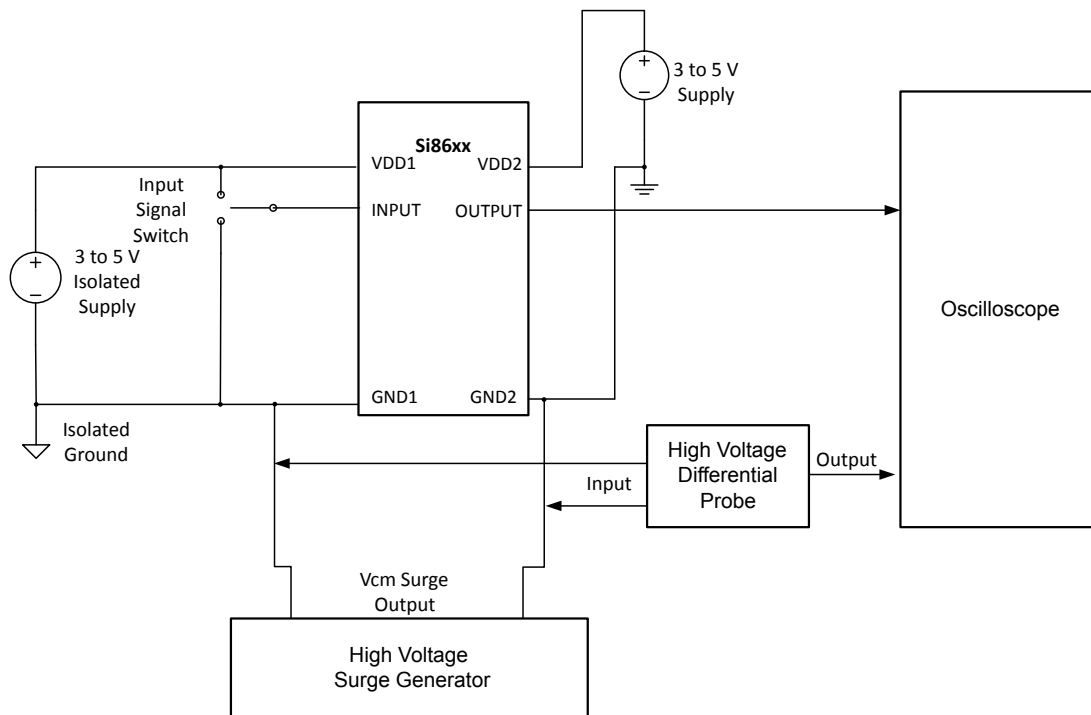 3 to 5 V
Supply
Si86xx
VDD1
VDD2
Input
Signal
Switch
INPUT
OUTPUT
+
−
+
−
3 to 5 V
Isolated
Supply
Oscilloscope
GND1
GND2
Isolated
Ground
High Voltage
Differential
Probe
Output
Input
Vcm Surge
Output
High Voltage
Surge Generator